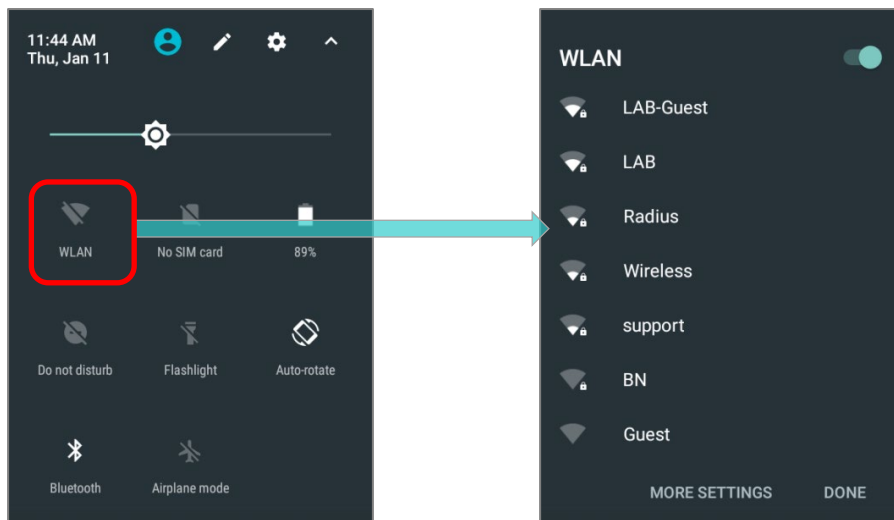 11:44 AM
Thu, Jan 11
WLAN
No SIM card
89%
Do not disturb
Flashlight
Auto-rotate
Bluetooth
Airplane mode
WLAN
LAB-Guest
LAB
Radius
Wireless
support
BN
Guest
MORE SETTINGS
DONE